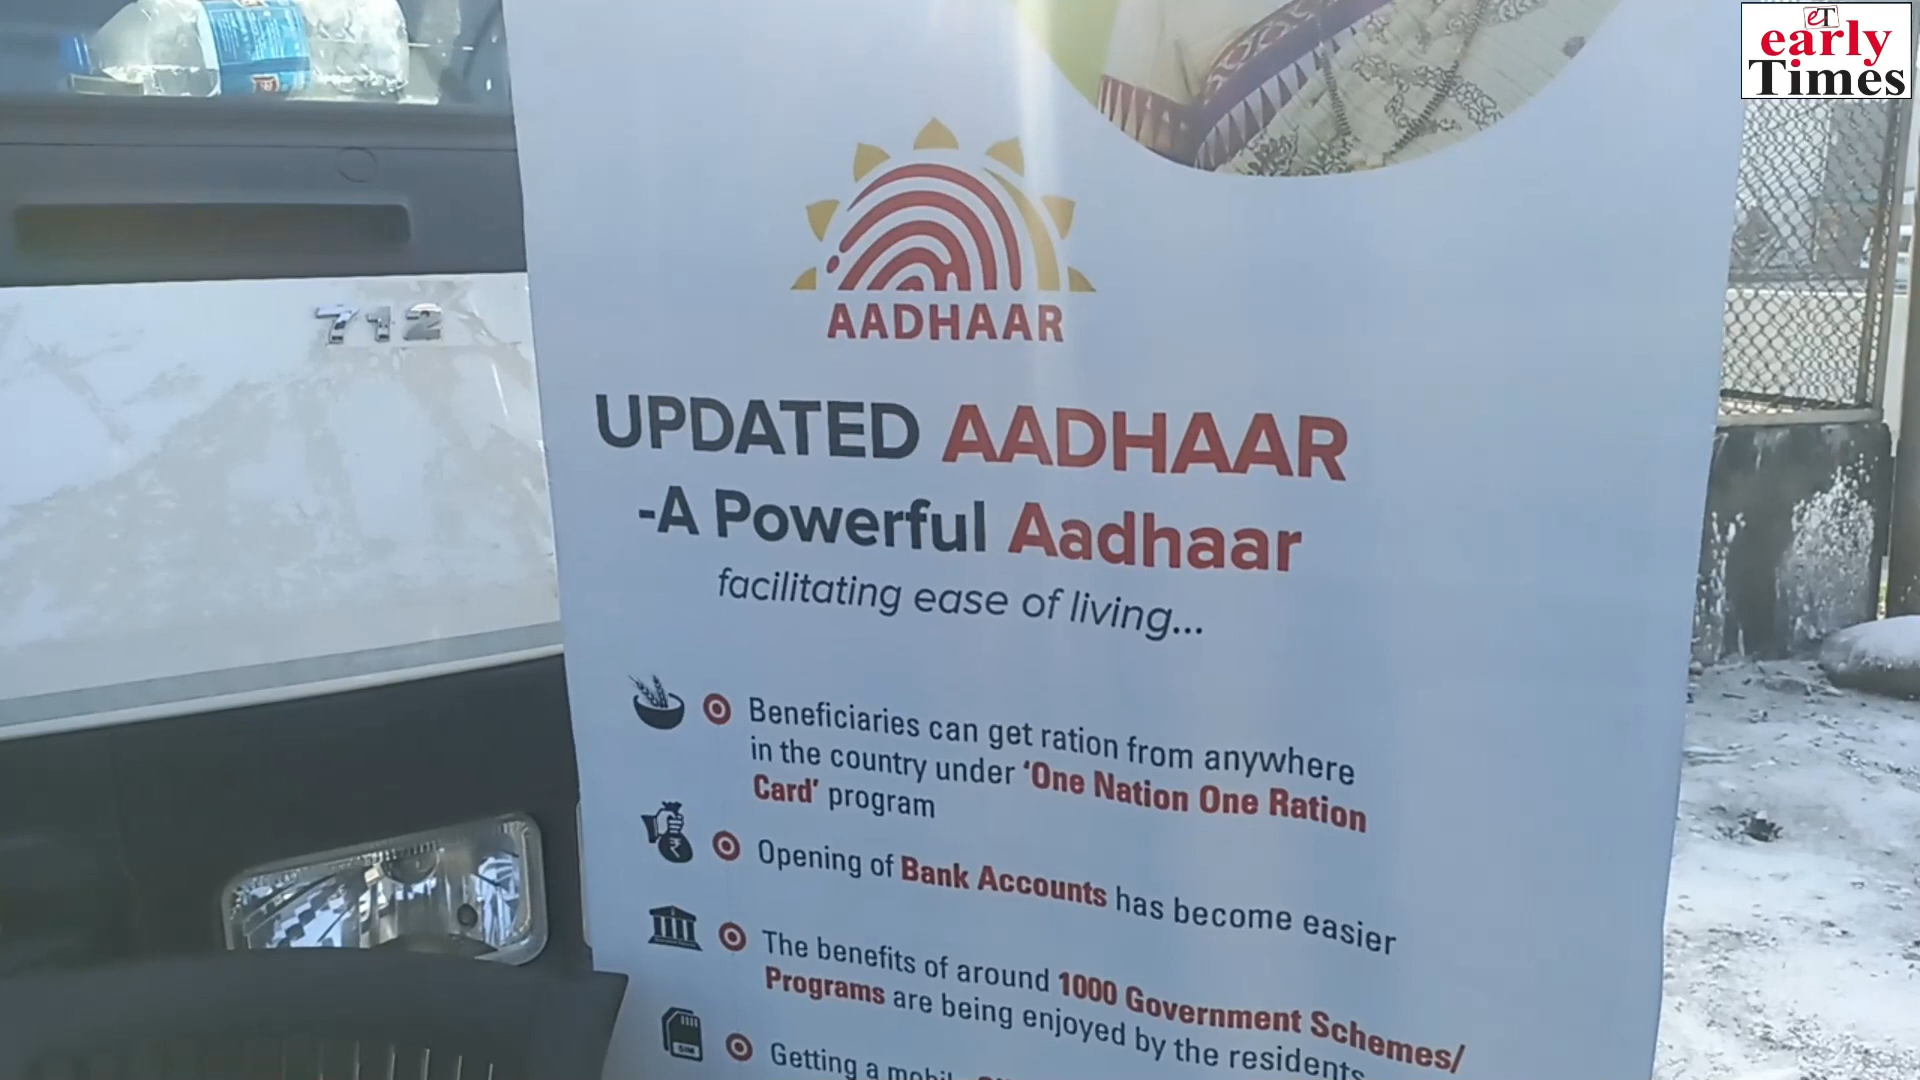 eT
early
Times
712
AADHAAR
UPDATED AADHAAR
-A Powerful Aadhaar
facilitating ease of living...
Beneficiaries can get ration from anywhere
in the country under ‘One Nation One Ration
Card’ program
Opening of Bank Accounts has become easier
The benefits of around 1000 Government Schemes/
Programs are being enjoyed by the residents
SIM
Getting a